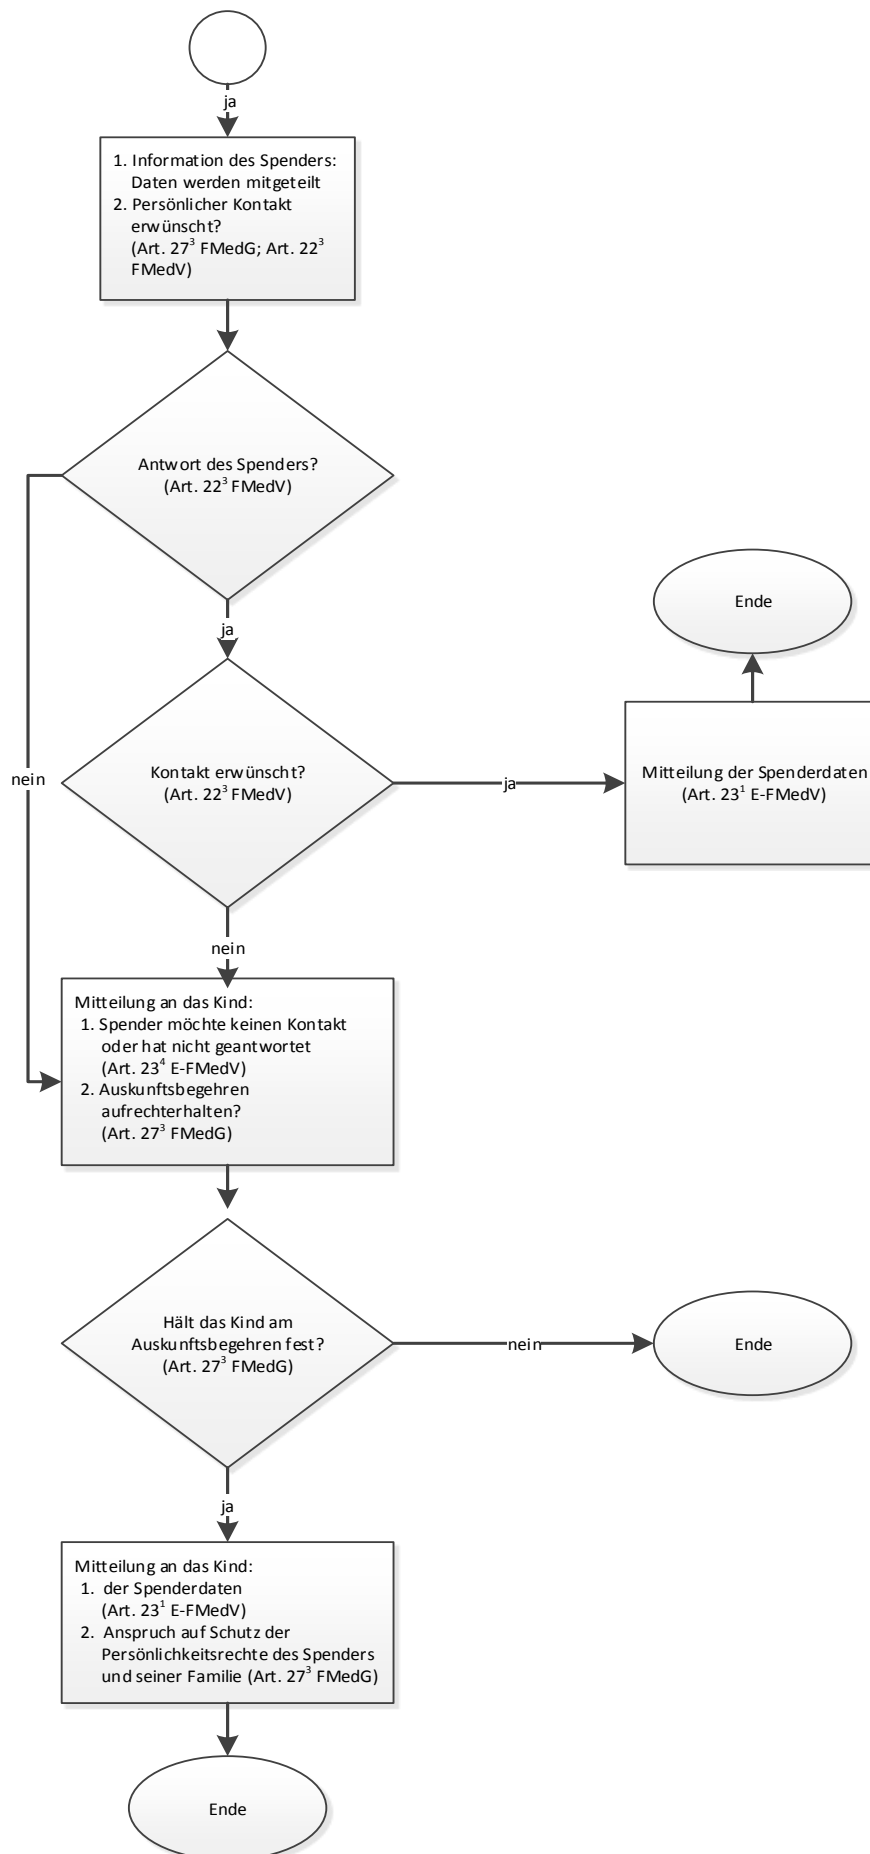 ja
1. Information des Spenders:
Daten werden mitgeteilt
2. Persönlicher Kontakt
erwünscht?
(Art. 27³ FMedG; Art. 22³
FMedV)
Antwort des Spenders?
(Art. 22³ FMedV)
ja
nein
Kontakt erwünscht?
(Art. 22³ FMedV)
ja
Mitteilung der Spenderdaten
(Art. 23¹ E-FMedV)
Ende
nein
Mitteilung an das Kind:
1. Spender möchte keinen Kontakt
oder hat nicht geantwortet
(Art. 23⁴ E-FMedV)
2. Auskunftsbegehren
aufrechterhalten?
(Art. 27³ FMedG)
Hält das Kind am
Auskunftsbegehren fest?
(Art. 27³ FMedG)
nein
Ende
ja
Mitteilung an das Kind:
1. der Spenderdaten
(Art. 23¹ E-FMedV)
2. Anspruch auf Schutz der
Persönlichkeitsrechte des Spenders
und seiner Familie (Art. 27³ FMedG)
Ende